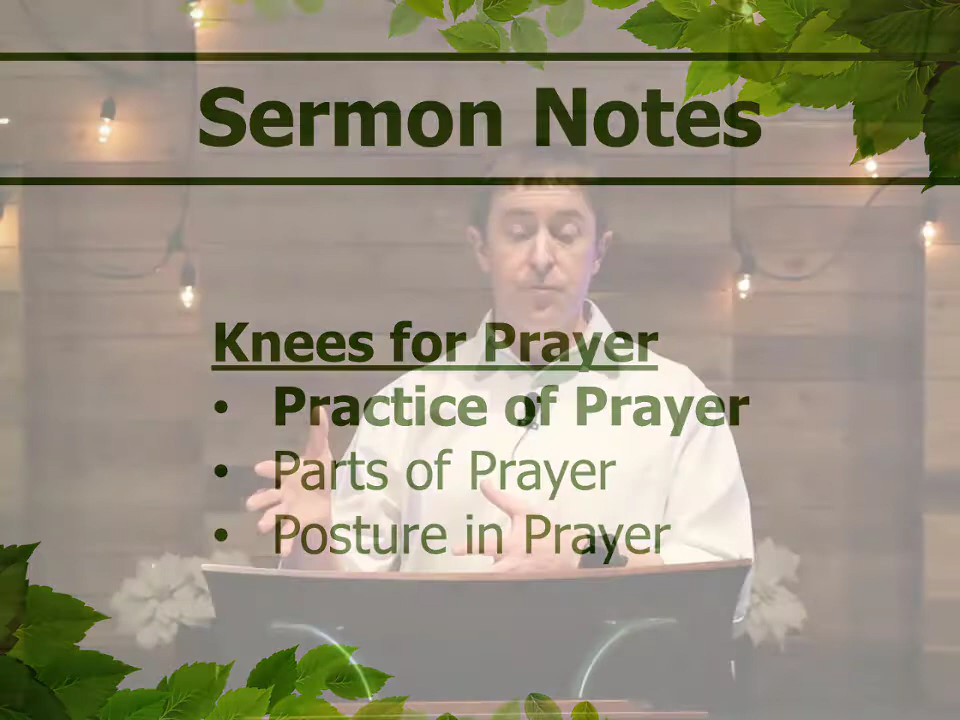 Sermon Notes
Knees for Prayer
• Practice of Prayer
• Parts of Prayer
• Posture in Prayer